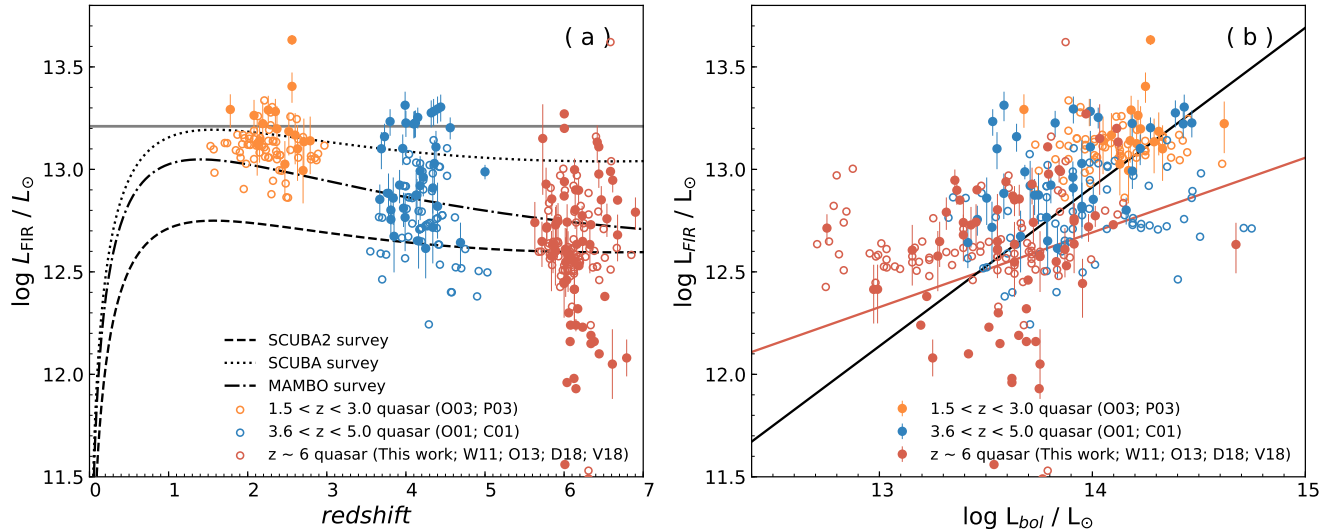 ( a )
13.5
13.0
12.5
12.0
11.5
log L_FIR / L_⊙
SCUBA2 survey
SCUBA survey
MAMBO survey
1.5 < z < 3.0 quasar (O03; P03)
3.6 < z < 5.0 quasar (O01; C01)
z ~ 6 quasar (This work; W11; O13; D18; V18)
0 1 2 3 4 5 6 7
redshift
( b )
13.5
13.0
12.5
12.0
11.5
log L_FIR / L_⊙
1.5 < z < 3.0 quasar (O03; P03)
3.6 < z < 5.0 quasar (O01; C01)
z ~ 6 quasar (This work; W11; O13; D18; V18)
13 14 15
log L_bol / L_⊙